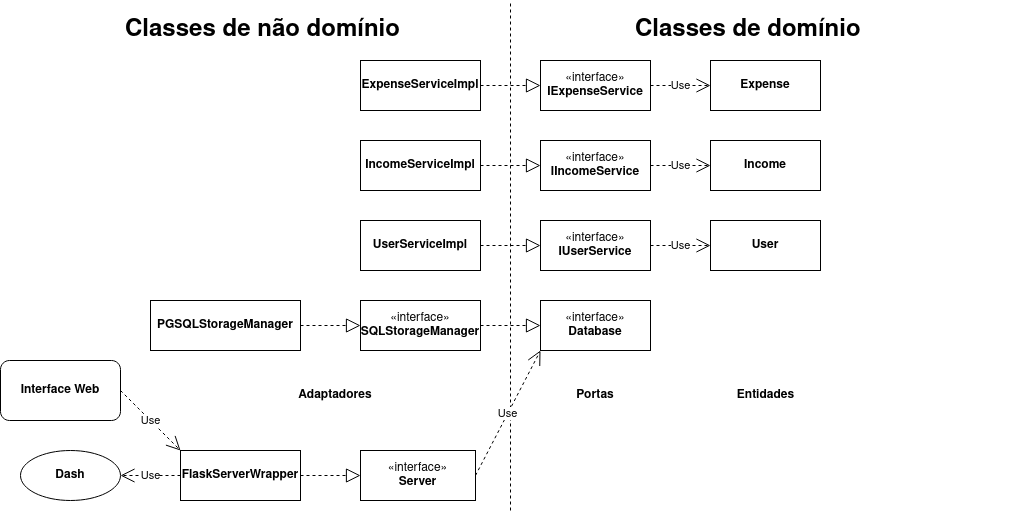 Classes de não domínio
Classes de domínio
ExpenseServiceImpl
«interface»
IExpenseService
Use
Expense
IncomeServiceImpl
«interface»
IIncomeService
Use
Income
UserServiceImpl
«interface»
IUserService
Use
User
PGSQLStorageManager
«interface»
SQLStorageManager
«interface»
Database
Interface Web
Adaptadores
Portas
Entidades
Use
Use
Dash
Use
FlaskServerWrapper
«interface»
Server